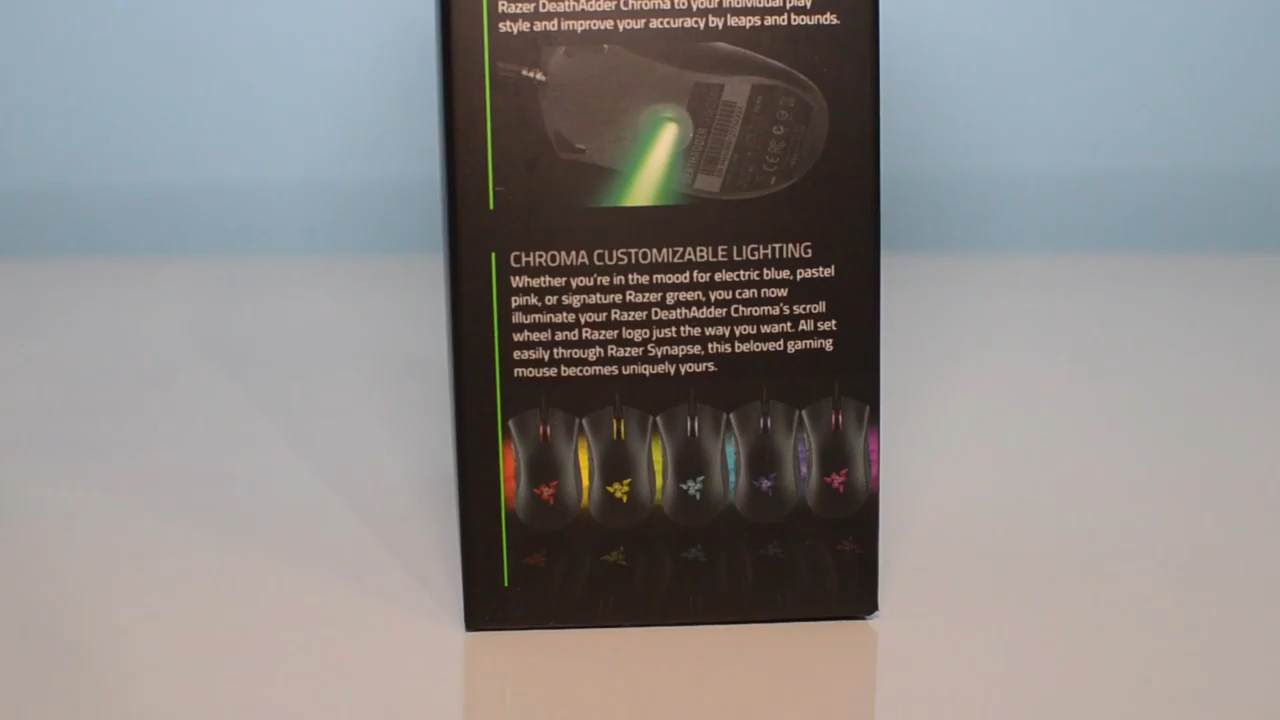 Razer DeathAdder Chroma to your individual play
style and improve your accuracy by leaps and bounds.
DEATHADDER
CHROMA CUSTOMIZABLE LIGHTING
Whether you're in the mood for electric blue, pastel
pink, or signature Razer green, you can now
illuminate your Razer DeathAdder Chroma's scroll
wheel and Razer logo just the way you want. All set
easily through Razer Synapse, this beloved gaming
mouse becomes uniquely yours.